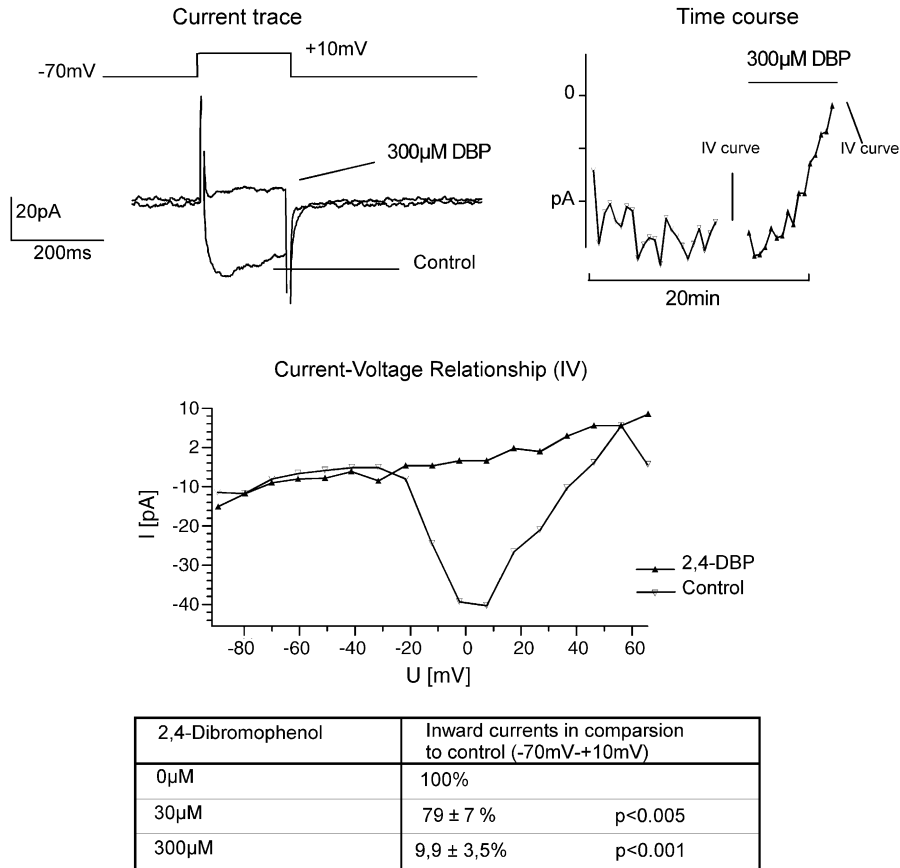 Current trace
Time course
+10mV
-70mV
300µM DBP
20pA
200ms
Control
300µM DBP
0
IV curve
IV curve
pA
20min
Current-Voltage Relationship (IV)
10
2
-10
-20
-30
-40
I [pA]
-80 -60 -40 -20 0 20 40 60
U [mV]
2,4-DBP
Control
2,4-Dibromophenol
Inward currents in comparsion
to control (-70mV-+10mV)
0µM 100%
30µM 79 ± 7 % p<0.005
300µM 9,9 ± 3,5% p<0.001